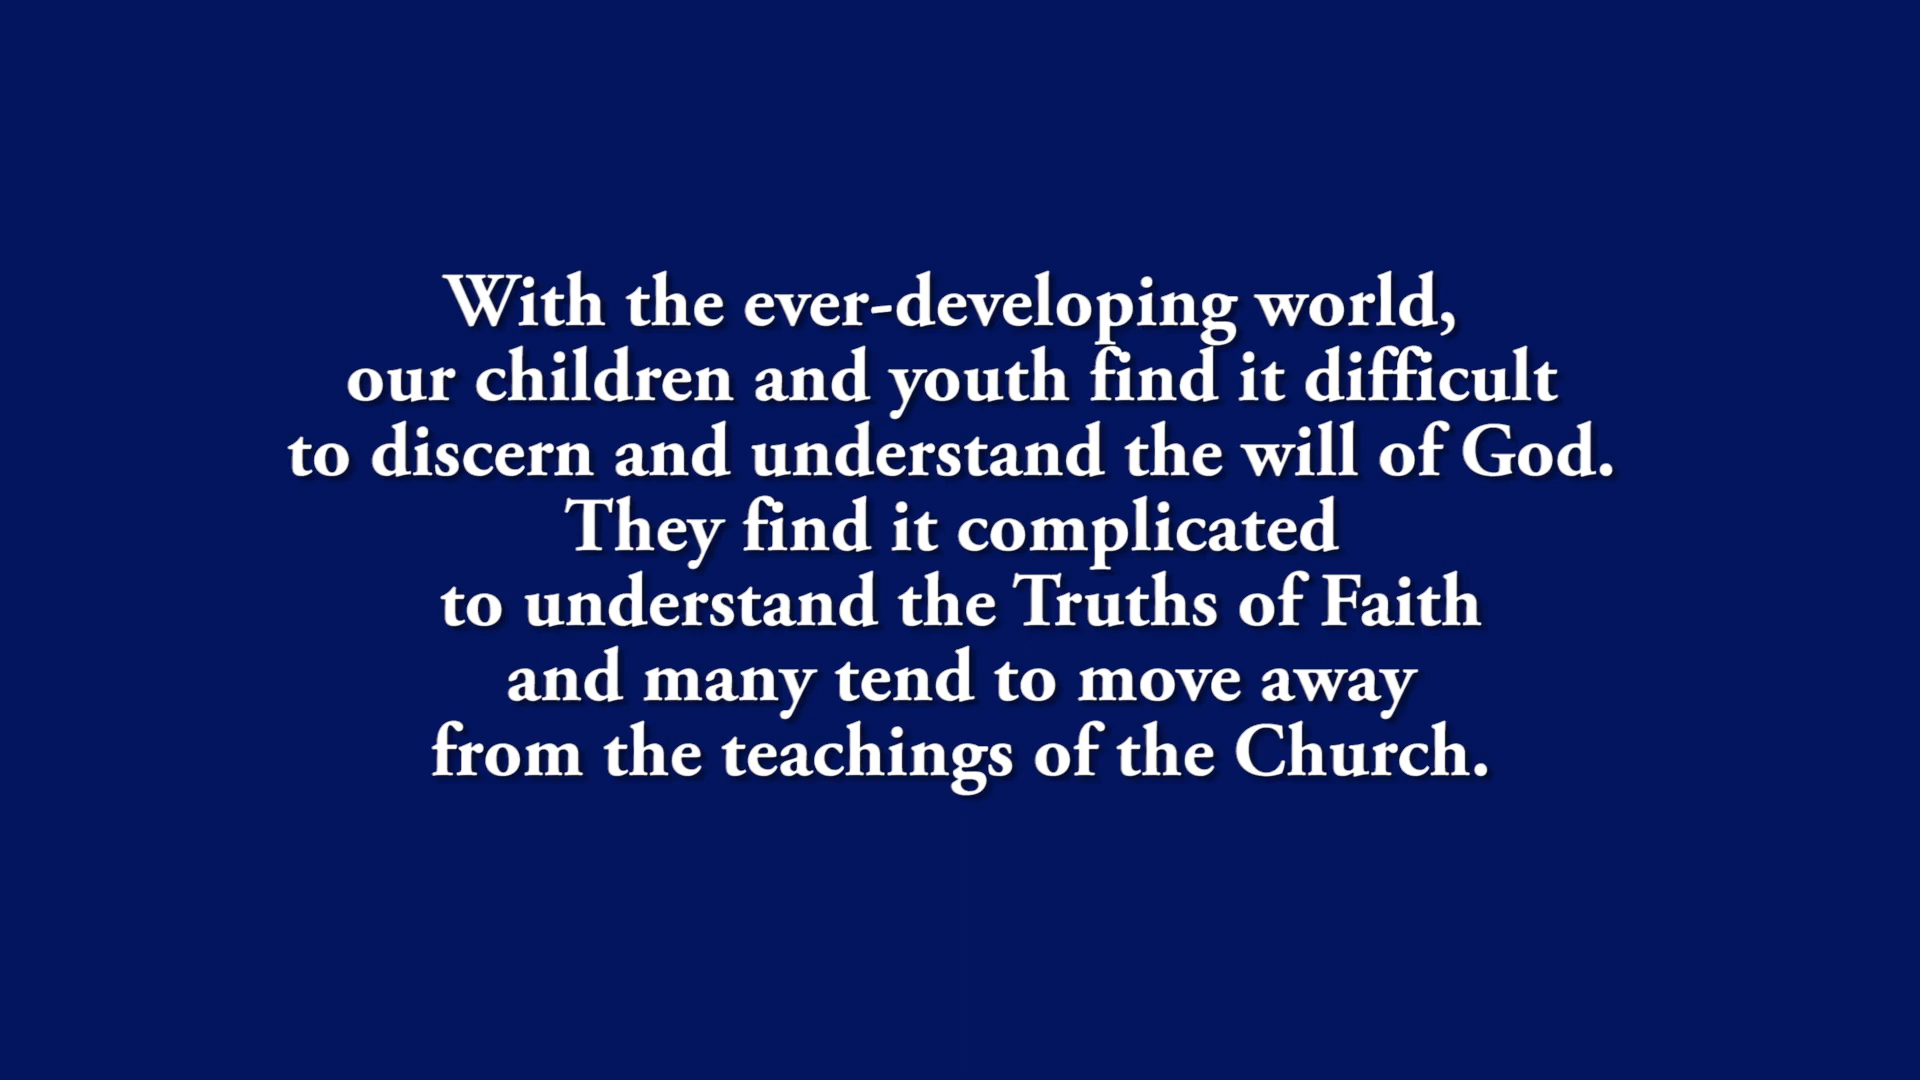 With the ever-developing world,
our children and youth find it difficult
to discern and understand the will of God.
They find it complicated
to understand the Truths of Faith
and many tend to move away
from the teachings of the Church.